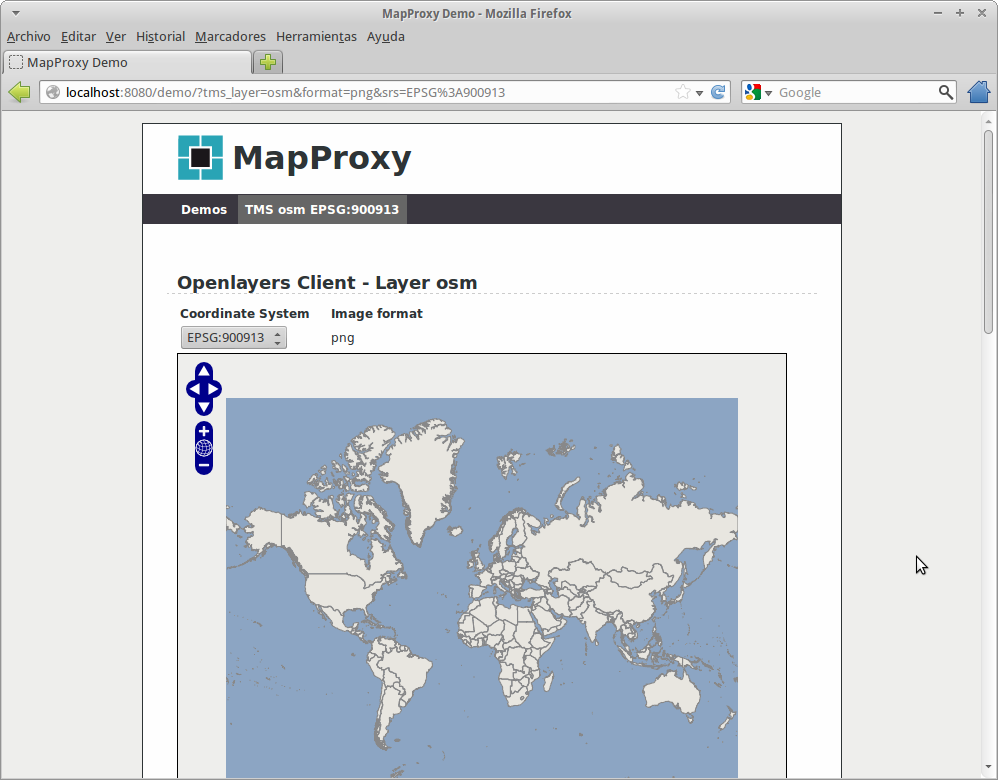 MapProxy Demo - Mozilla Firefox
Archivo Editar Ver Historial Marcadores Herramientas Ayuda
MapProxy Demo
localhost:8080/demo/?tms_layer=osm&format=png&srs=EPSG%3A900913
Google
MapProxy
Demos TMS osm EPSG:900913
Openlayers Client - Layer osm
Coordinate System Image format
EPSG:900913 png